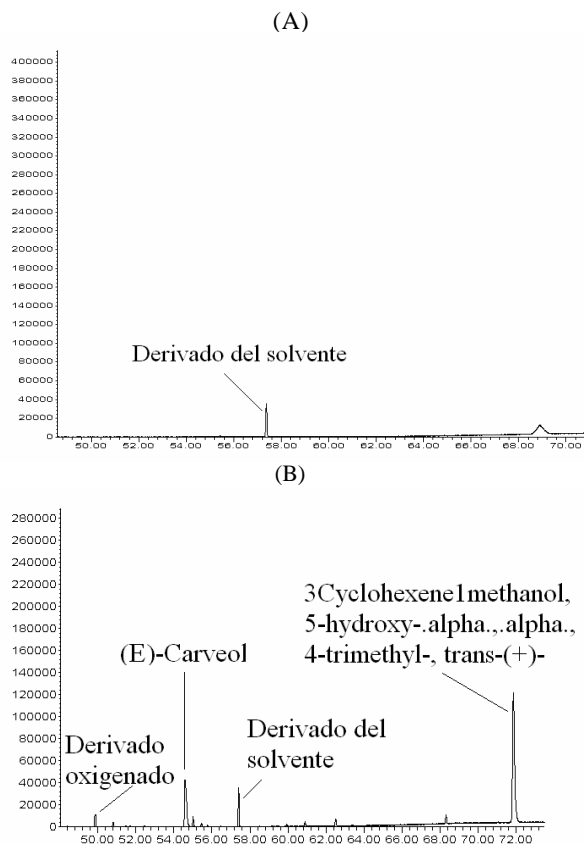 (A)
400000
380000
360000
340000
320000
300000
280000
260000
240000
220000
200000
180000
160000
140000
120000
100000
80000
60000
40000
20000
0
Derivado del solvente
50.00 52.00 54.00 56.00 58.00 60.00 62.00 64.00 66.00 68.00 70.00
(B)
280000
260000
240000
220000
200000
180000
160000
140000
120000
100000
80000
60000
40000
20000
0
3Cyclohexene1methanol,
5-hydroxy-.alpha.,.alpha.,
4-trimethyl-, trans-(+)-
(E)-Carveol
Derivado del
solvente
Derivado
oxigenado
50.00 52.00 54.00 56.00 58.00 60.00 62.00 64.00 66.00 68.00 70.00 72.00